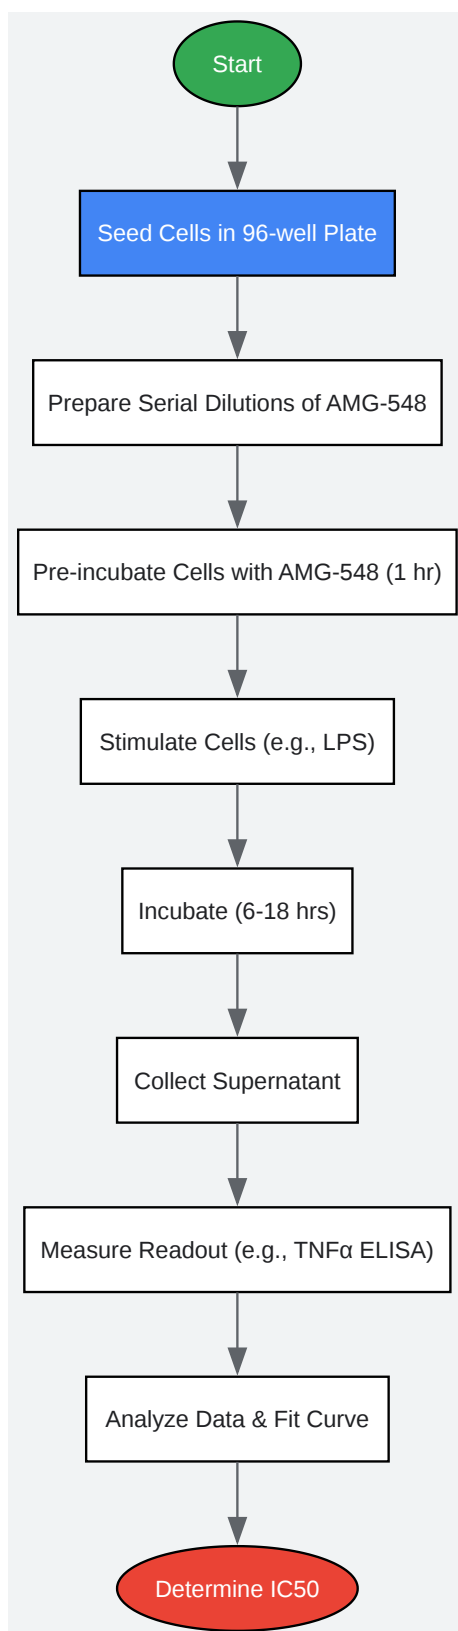 Start
Seed Cells in 96-well Plate
Prepare Serial Dilutions of AMG-548
Pre-incubate Cells with AMG-548 (1 hr)
Stimulate Cells (e.g., LPS)
Incubate (6-18 hrs)
Collect Supernatant
Measure Readout (e.g., TNFα ELISA)
Analyze Data & Fit Curve
Determine IC50